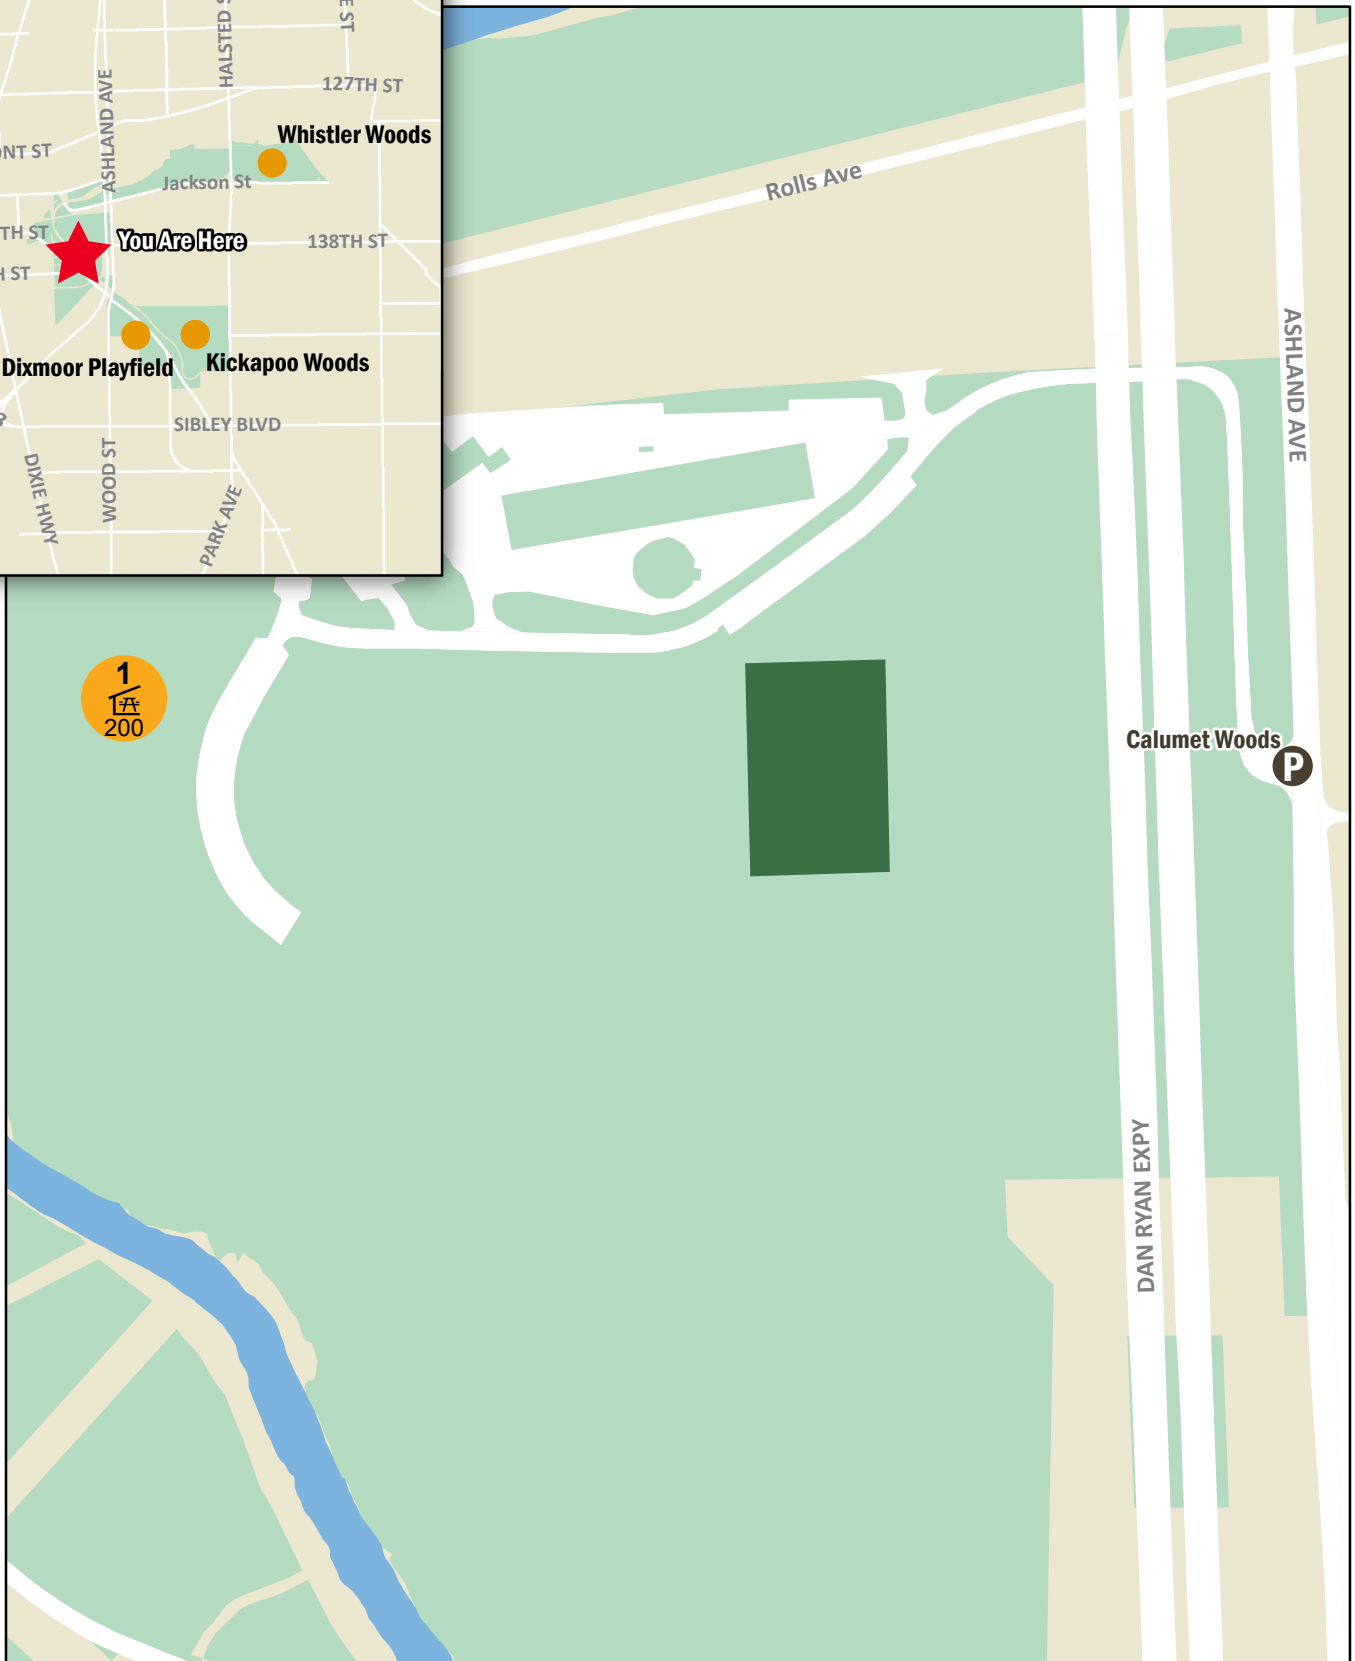 HALSTED S
E ST
127TH ST
ASHLAND AVE
Whistler Woods
ONT ST
Jackson St
TH ST
You Are Here
138TH ST
H ST
Dixmoor Playfield
Kickapoo Woods
SIBLEY BLVD
DIXIE HWY
WOOD ST
PARK AVE
Rolls Ave
ASHLAND AVE
1
200
Calumet Woods
P
DAN RYAN EXPY